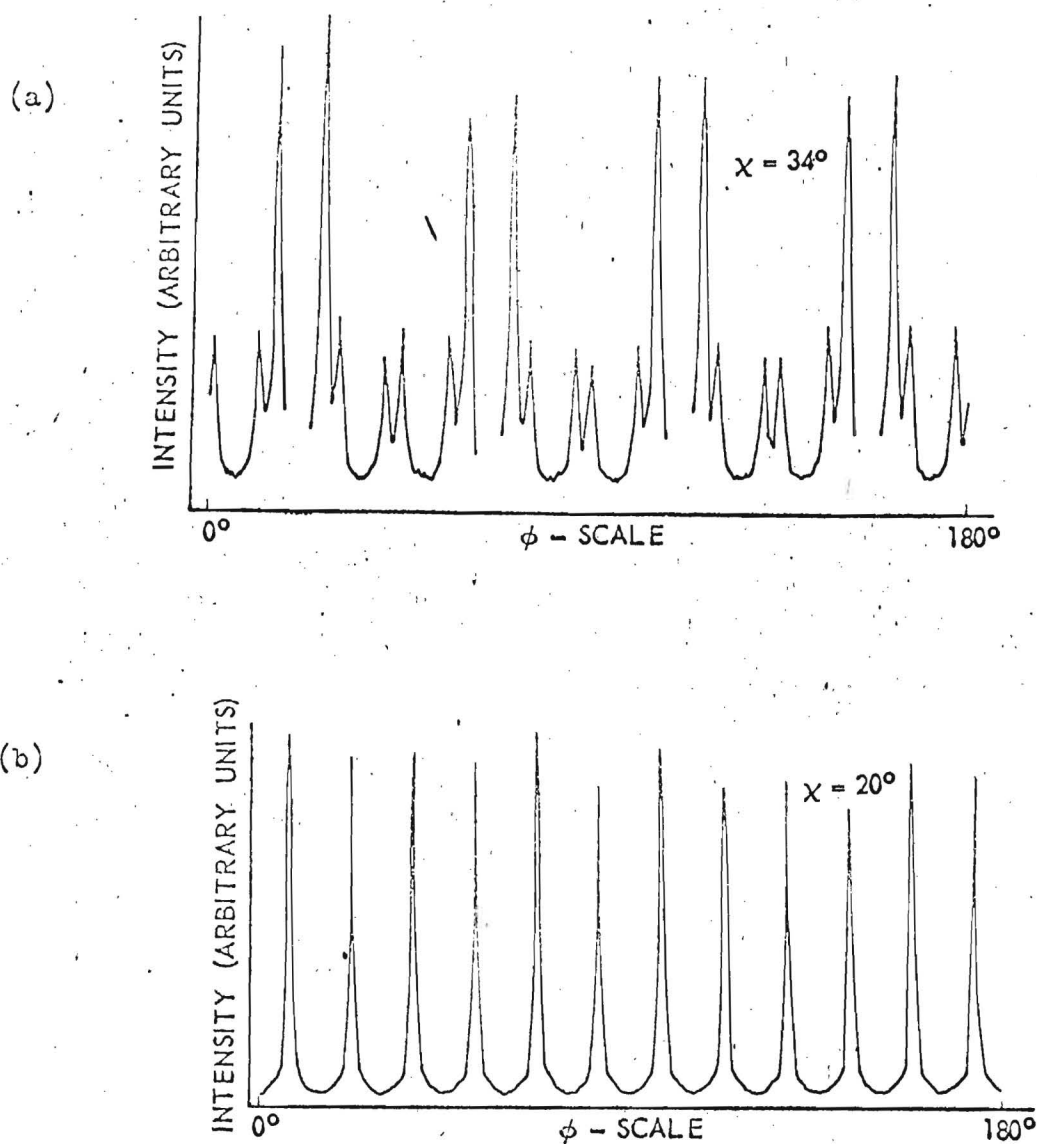 (a)
INTENSITY (ARBITRARY UNITS)
χ = 34°
0°
φ - SCALE
180°
(b)
INTENSITY (ARBITRARY UNITS)
χ = 20°
0°
φ - SCALE
180°